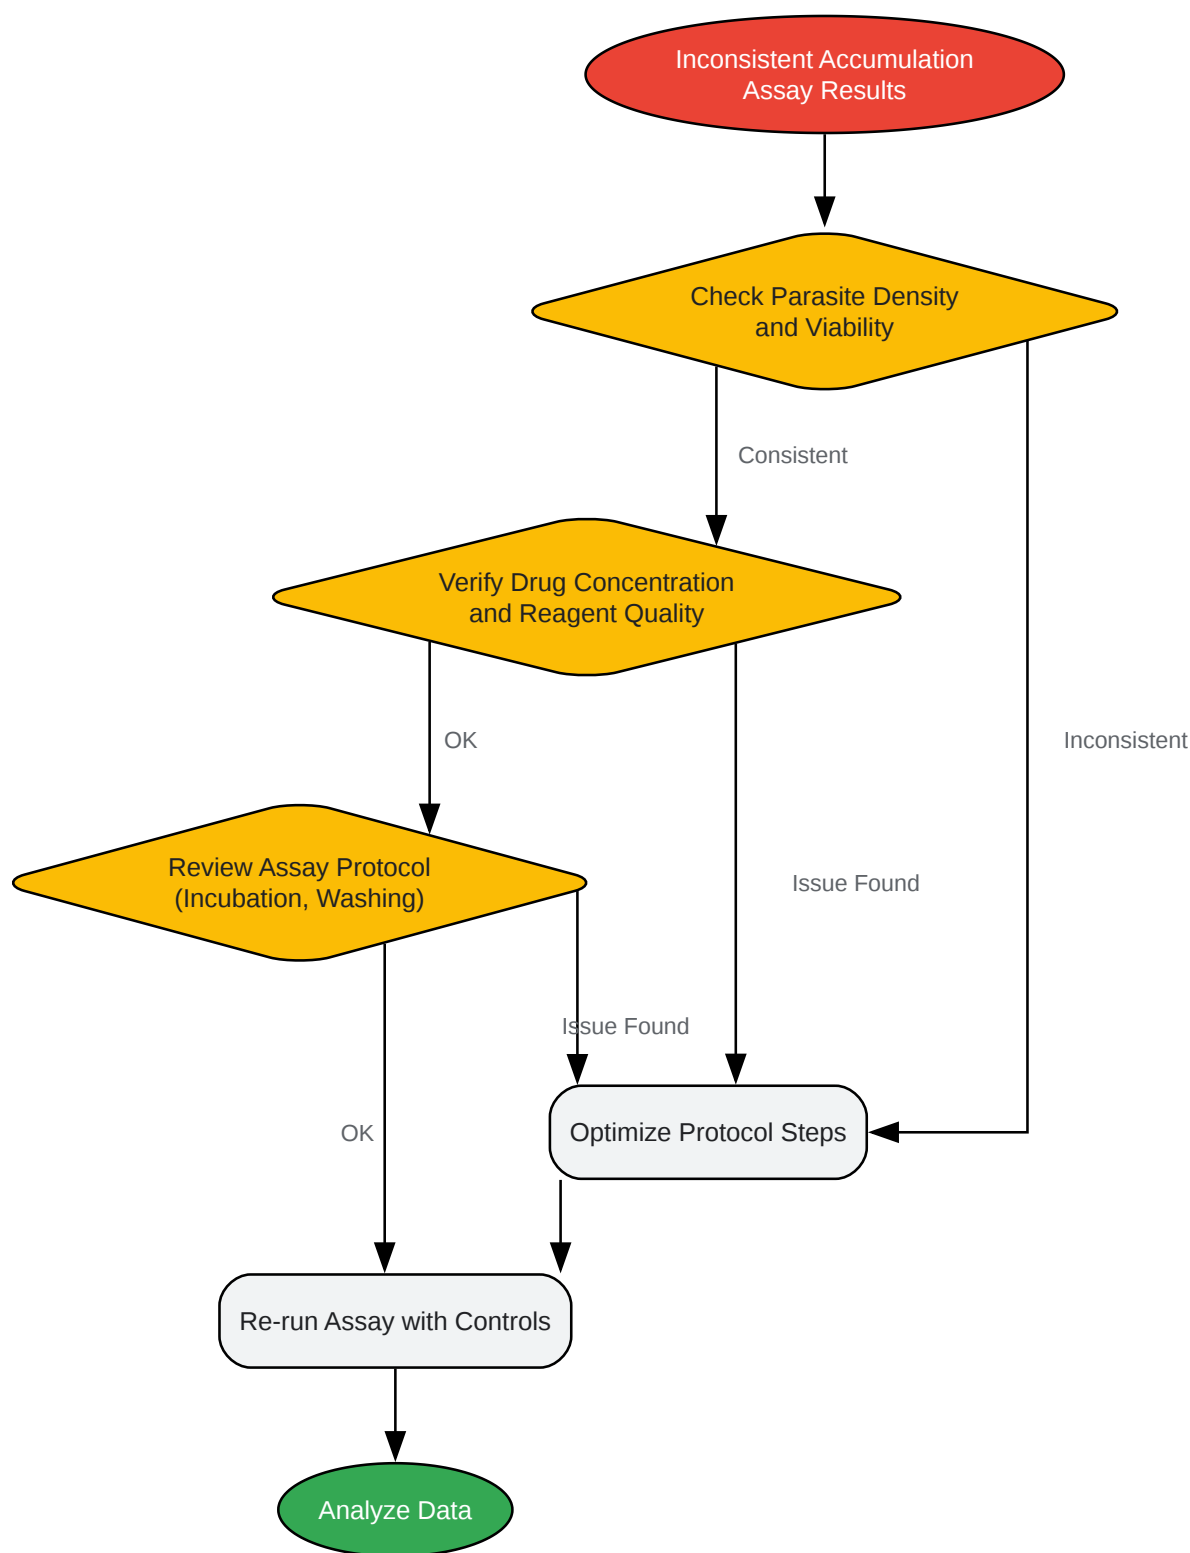 Inconsistent Accumulation
Assay Results
Check Parasite Density
and Viability
Consistent
Verify Drug Concentration
and Reagent Quality
OK
Inconsistent
Review Assay Protocol
(Incubation, Washing)
Issue Found
Issue Found
OK
Optimize Protocol Steps
Re-run Assay with Controls
Analyze Data